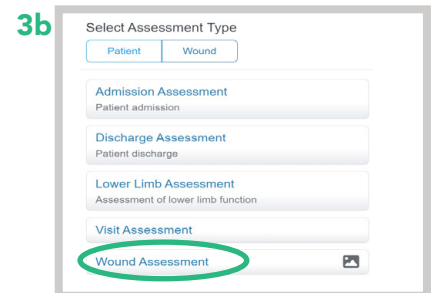 3b
Select Assessment Type
Patient Wound
Admission Assessment
Patient admission
Discharge Assessment
Patient discharge
Lower Limb Assessment
Assessment of lower limb function
Visit Assessment
Wound Assessment